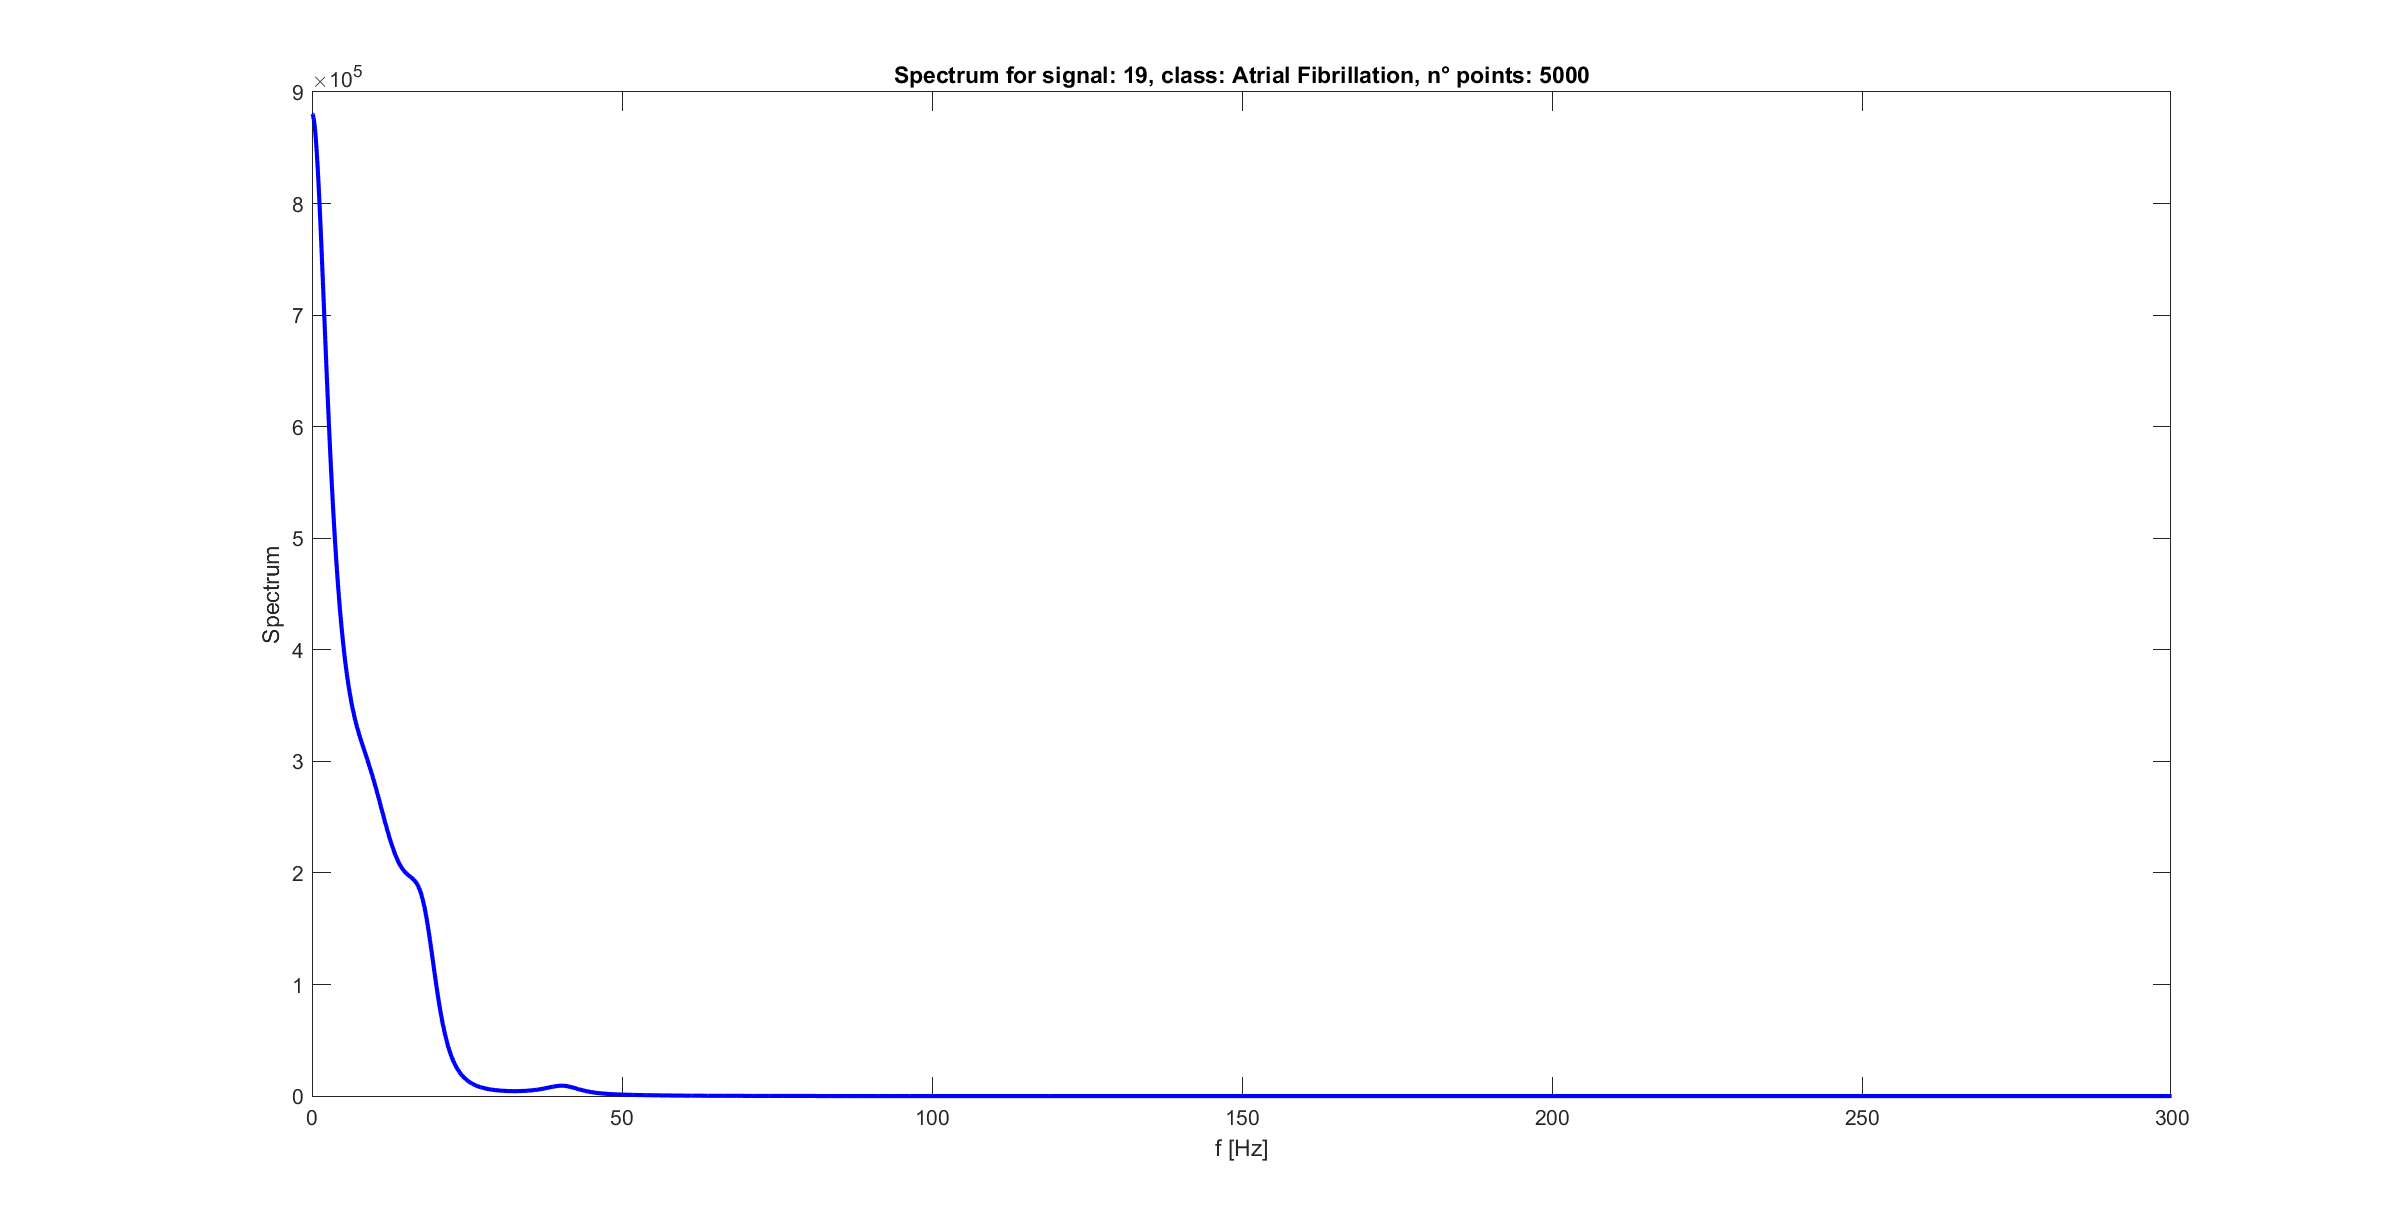 Spectrum for signal: 19, class: Atrial Fibrillation, n° points: 5000
×10^5
9
8
7
6
5
4
3
2
1
0
Spectrum
0 50 100 150 200 250 300
f [Hz]